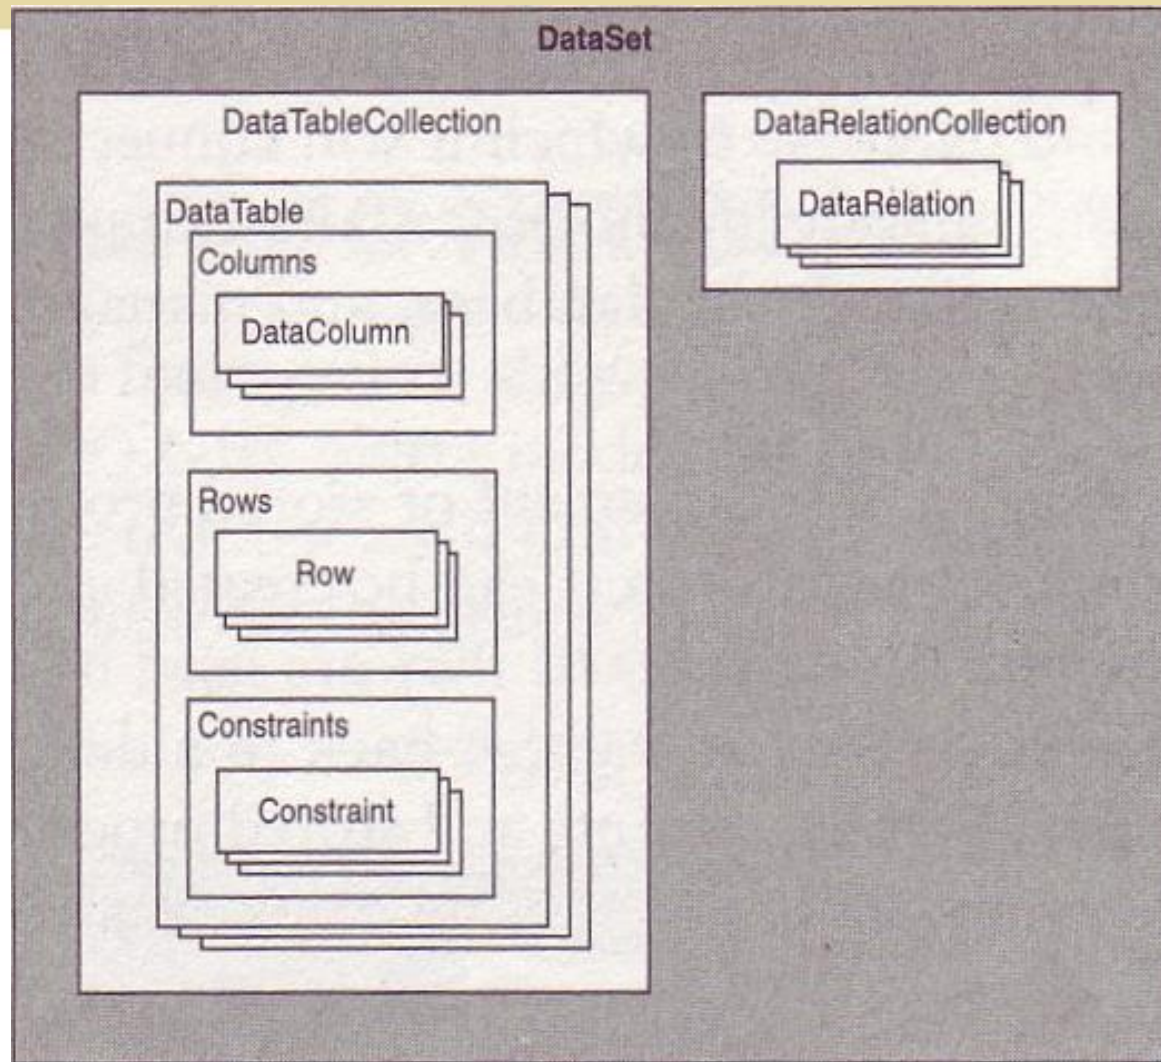 DataSet
DataTableCollection
DataTable
Columns
DataColumn
Rows
Row
Constraints
Constraint
DataRelationCollection
DataRelation